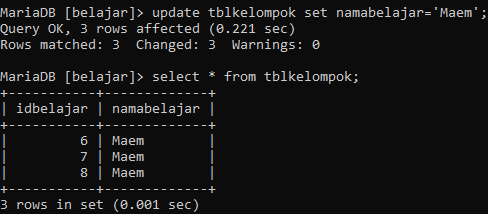 MariaDB [belajar]> update tblkelompok set namabelajar='Maem';
Query OK, 3 rows affected (0.221 sec)
Rows matched: 3  Changed: 3  Warnings: 0

MariaDB [belajar]> select * from tblkelompok;
+-----------+-------------+
| idbelajar | namabelajar |
+-----------+-------------+
|         6 | Maem        |
|         7 | Maem        |
|         8 | Maem        |
+-----------+-------------+
3 rows in set (0.001 sec)